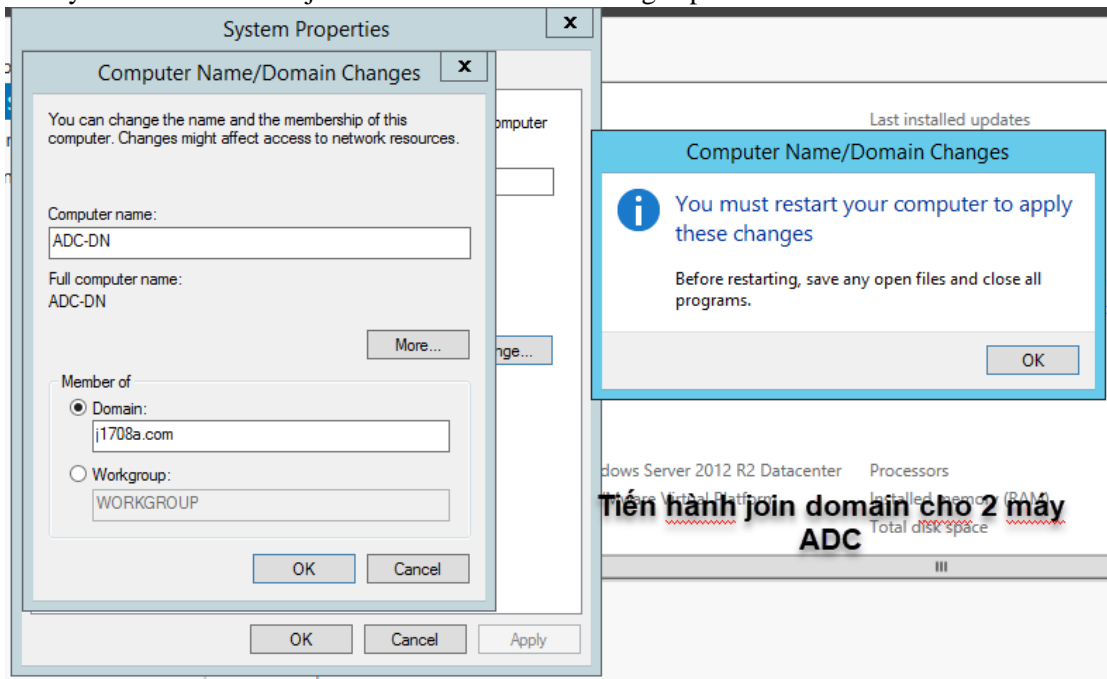 System Properties
x
Computer Name/Domain Changes
x
You can change the name and the membership of this
computer. Changes might affect access to network resources.
omputer
Computer name:
ADC-DN
Full computer name:
ADC-DN
More...
nge...
Member of
Domain:
j1708a.com
Workgroup:
WORKGROUP
OK
Cancel
OK
Cancel
Apply
Last installed updates
Computer Name/Domain Changes
You must restart your computer to apply
these changes
Before restarting, save any open files and close all
programs.
OK
dows Server 2012 R2 Datacenter
Processors
Virtual Platform
Installed memory (RAM)
Total disk space
Tiến hành join domain cho 2 máy
ADC